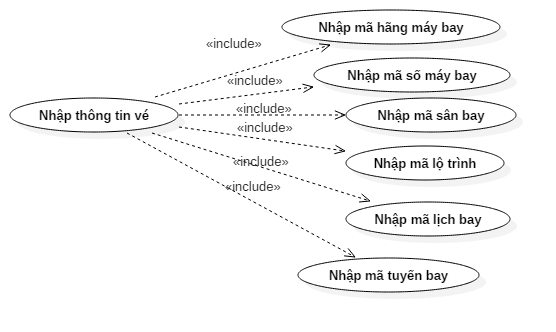 Nhập mã hãng máy bay
«include»
Nhập mã số máy bay
«include»
Nhập thông tin vé
«include»
Nhập mã sân bay
«include»
Nhập mã lộ trình
«include»
«include»
Nhập mã lịch bay
Nhập mã tuyến bay